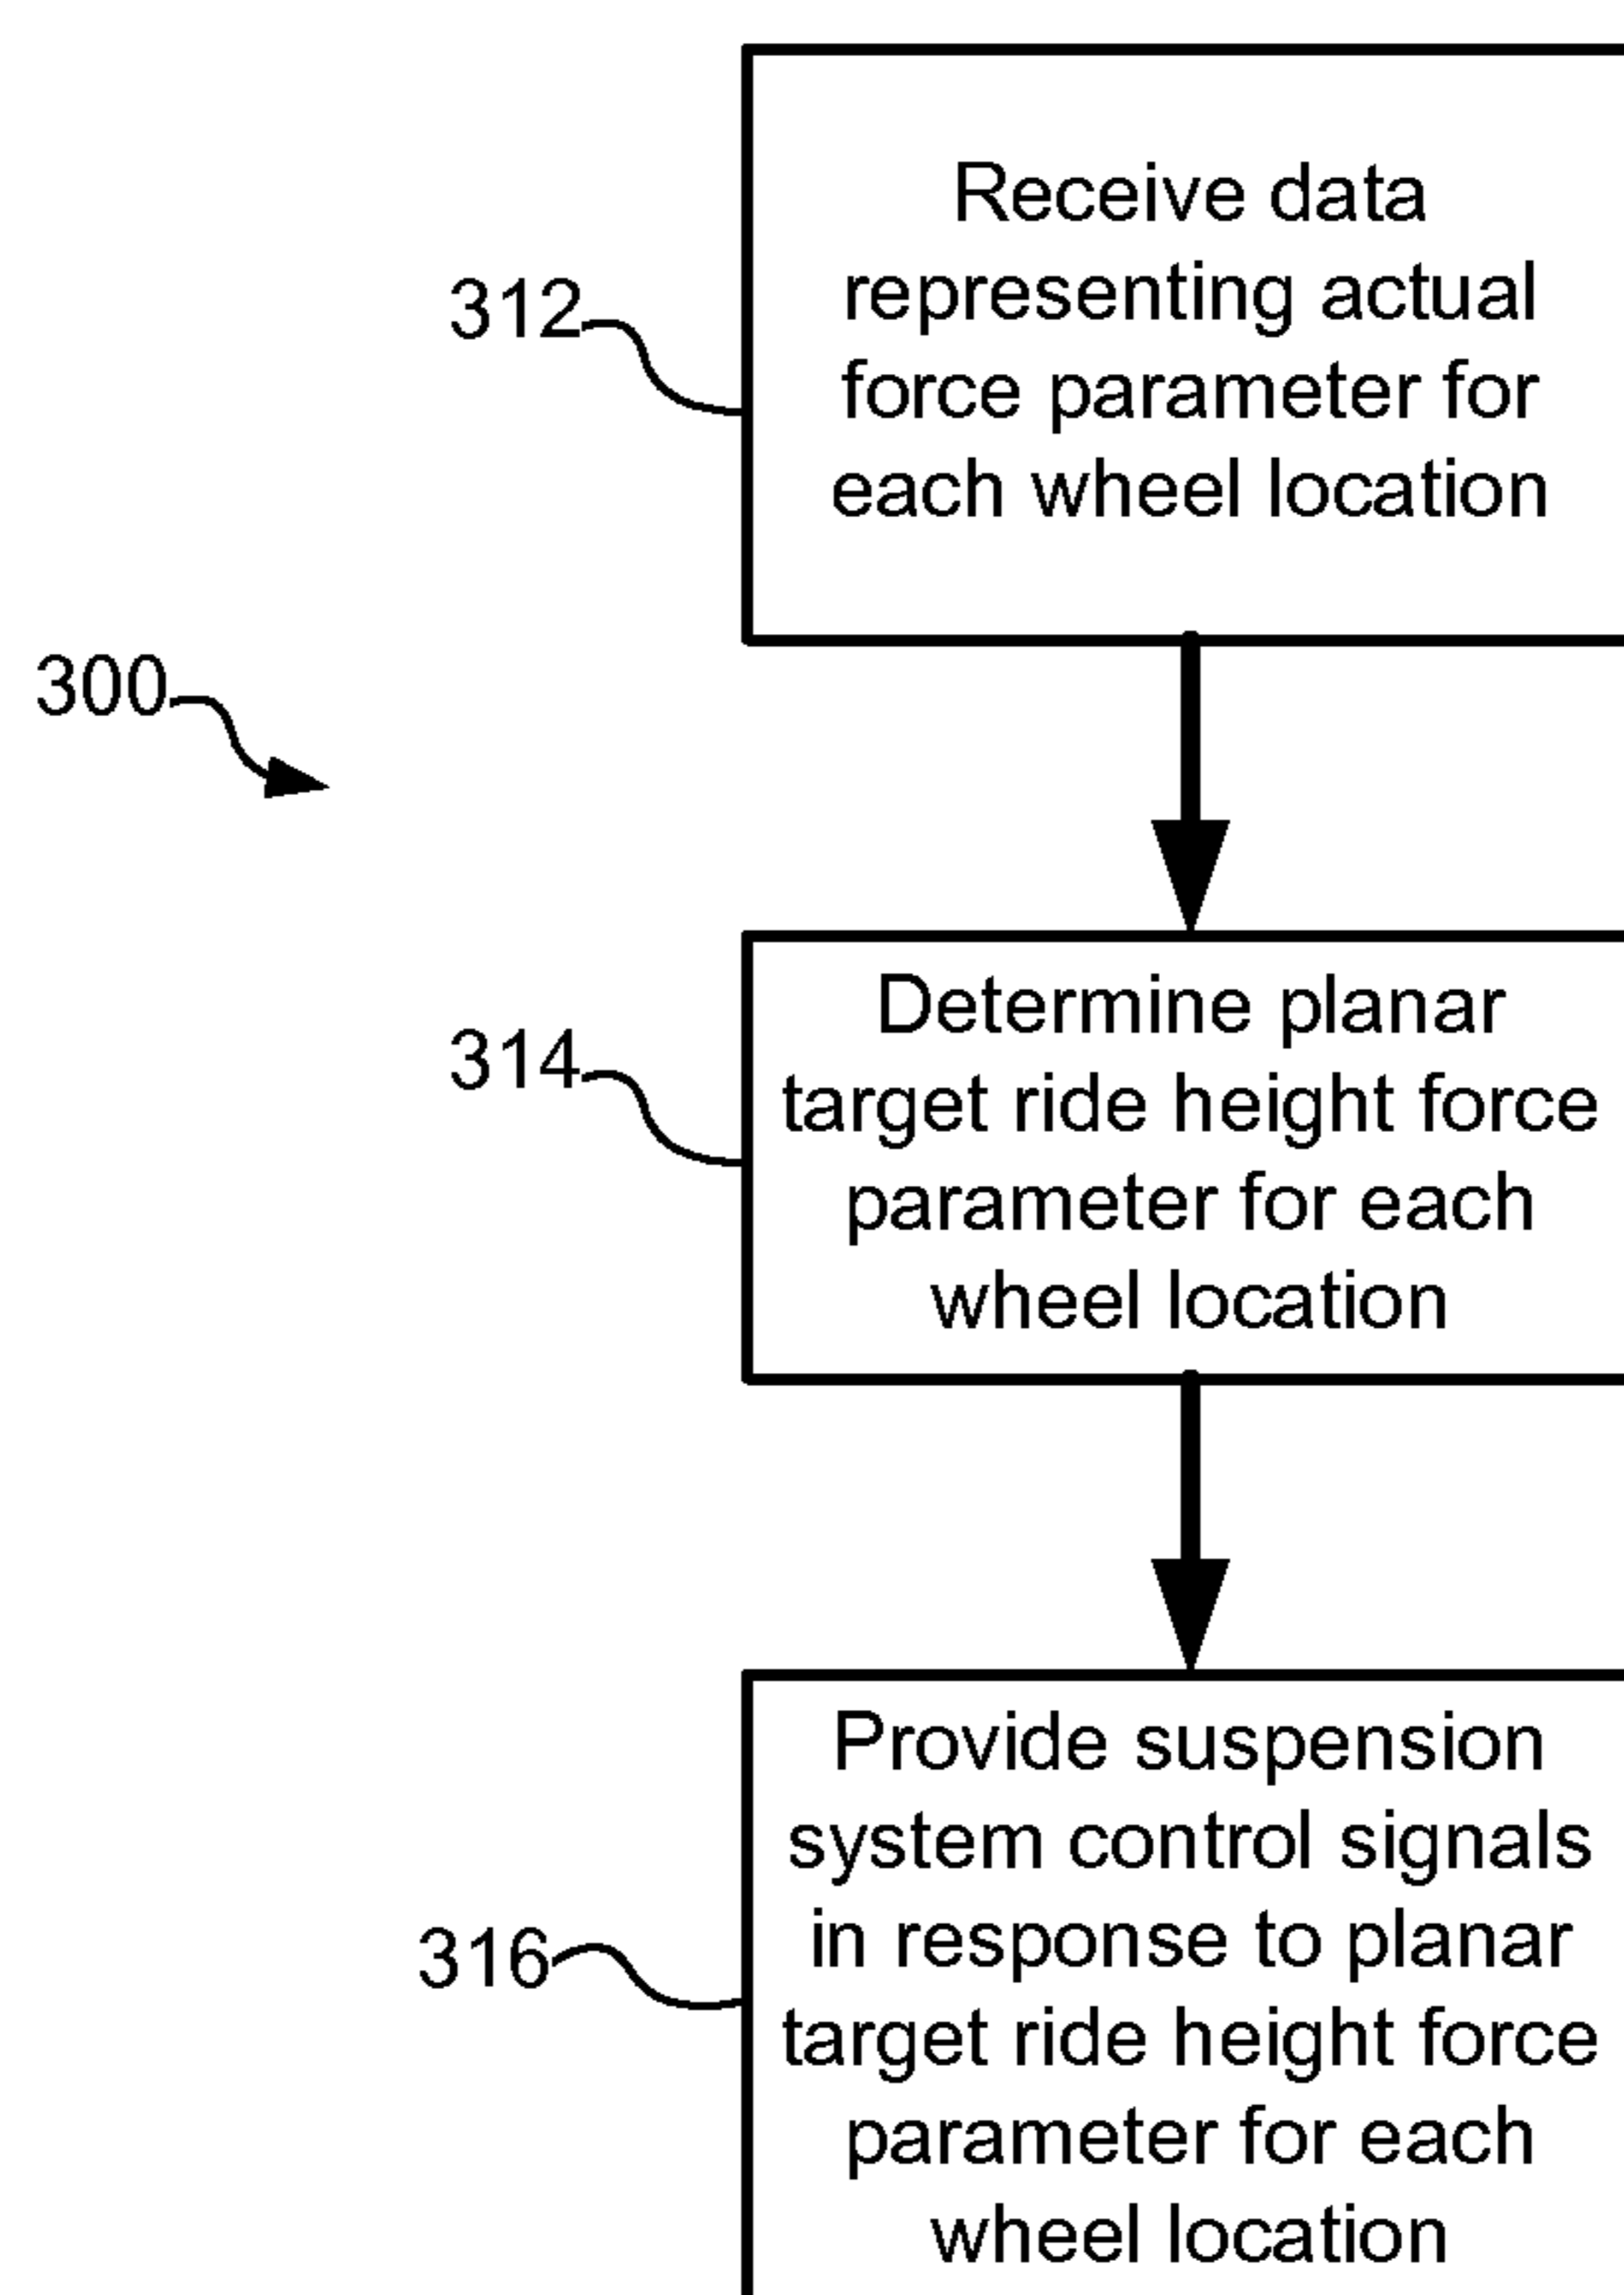 Receive data
representing actual
force parameter for
each wheel location
312
300
Determine planar
target ride height force
parameter for each
wheel location
314
Provide suspension
system control signals
in response to planar
target ride height force
parameter for each
wheel location
316